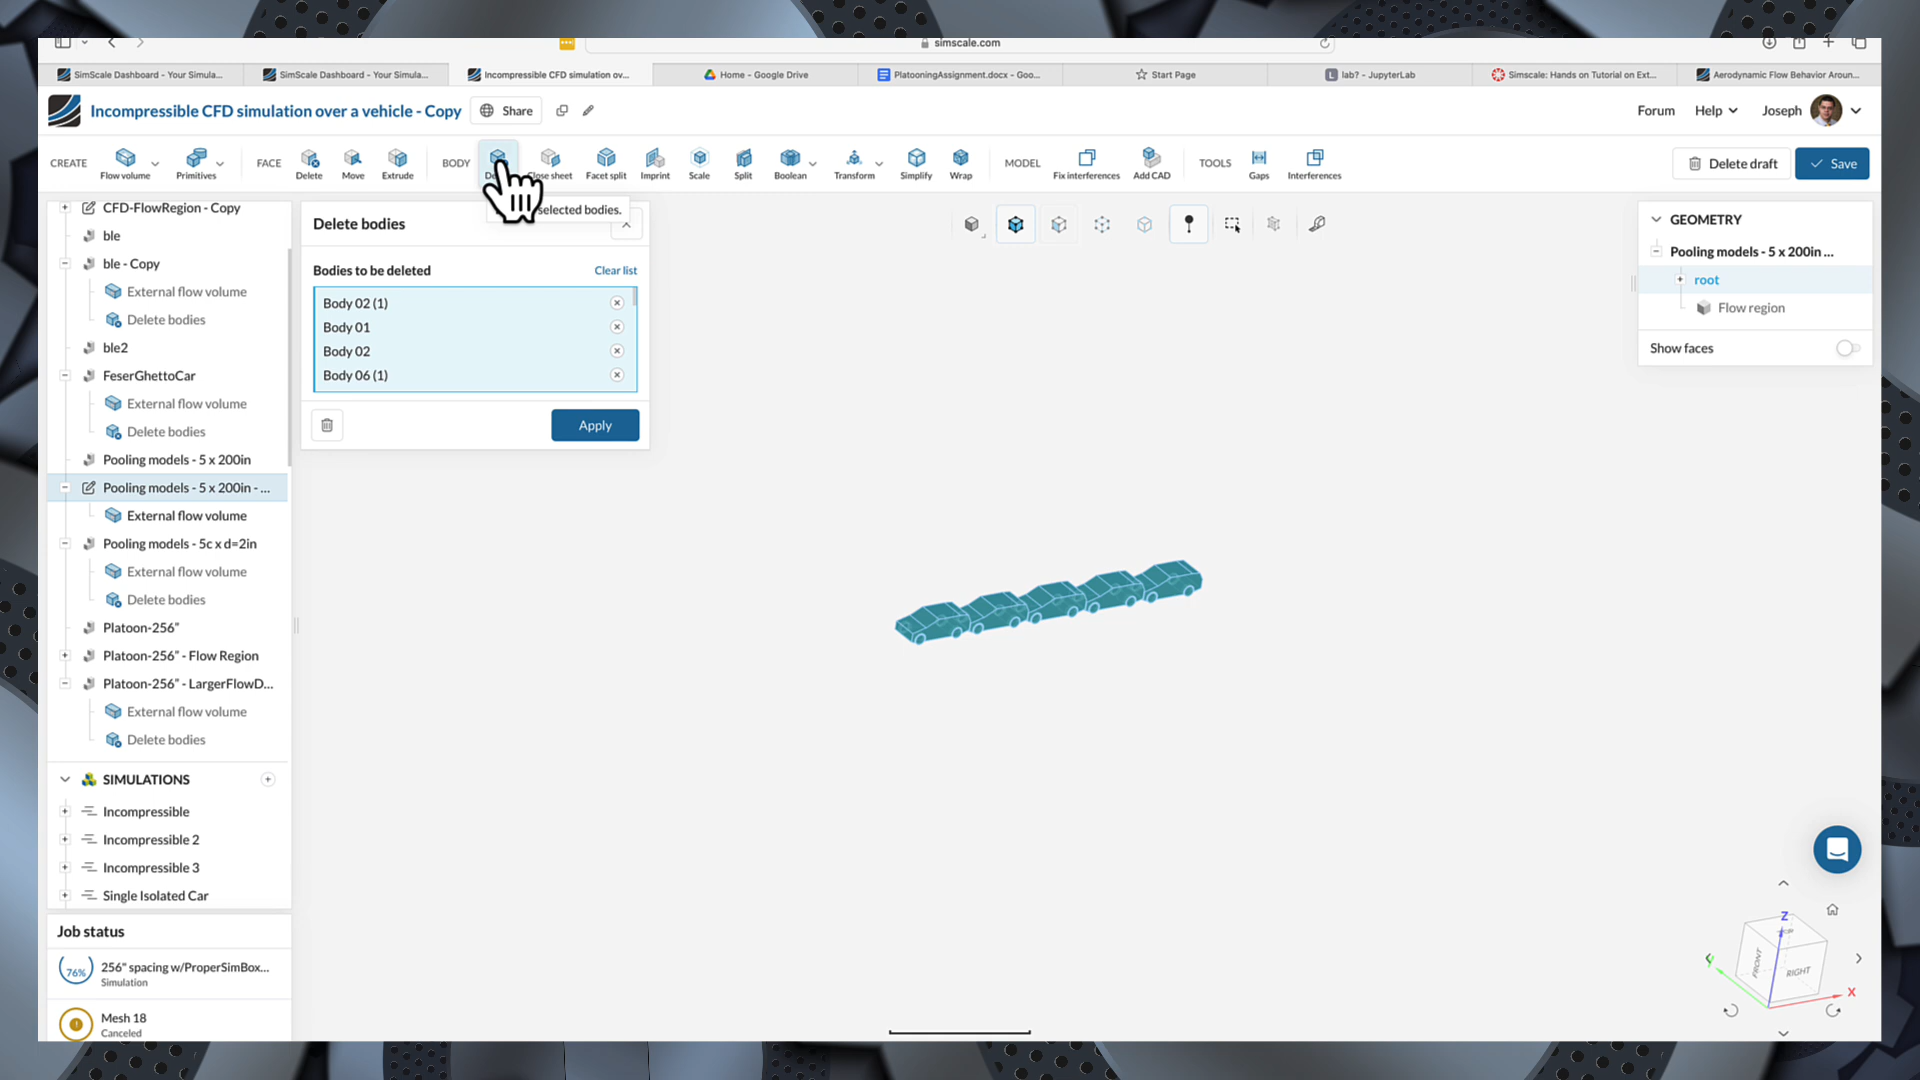 simscale.com
SimScale Dashboard - Your Simula...
SimScale Dashboard - Your Simula...
Incompressible CFD simulation ov...
Home - Google Drive
PlatooningAssignment.docx - Goo...
Start Page
lab? - JupyterLab
Simscale: Hands on Tutorial on Ext...
Aerodynamic Flow Behavior Aroun...
Incompressible CFD simulation over a vehicle - Copy
Share
Forum
Help
Joseph
CREATE
Flow volume
Primitives
FACE
Delete
Move
Extrude
BODY
Close sheet
Facet split
Imprint
Scale
Split
Boolean
Transform
Simplify
Wrap
MODEL
Fix interferences
Add CAD
TOOLS
Gaps
Interferences
Delete draft
Save
CFD-FlowRegion - Copy
ble
ble - Copy
External flow volume
Delete bodies
ble2
FeserGhettoCar
External flow volume
Delete bodies
Pooling models - 5 x 200in
Pooling models - 5 x 200in - ...
External flow volume
Pooling models - 5c x d=2in
External flow volume
Delete bodies
Platoon-256"
Platoon-256" - Flow Region
Platoon-256" - LargerFlowD...
External flow volume
Delete bodies
SIMULATIONS
Incompressible
Incompressible 2
Incompressible 3
Single Isolated Car
Job status
76%
256" spacing w/ProperSimBox...
Simulation
Mesh 18
Canceled
selected bodies.
Delete bodies
Bodies to be deleted
Clear list
Body 02 (1)
Body 01
Body 02
Body 06 (1)
Apply
GEOMETRY
Pooling models - 5 x 200in ...
root
Flow region
Show faces
Z
TOP
FRONT
RIGHT
Y
X